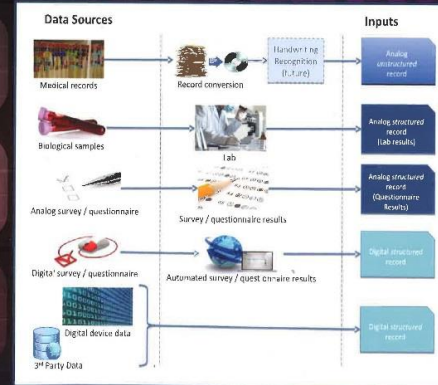 Data Sources
Inputs
Medical records
Record conversion
Handwriting
Recognition
(future)
Analog
unstructured
record
Biological samples
Lab
Analog structured
record
(Lab results)
Analog survey / questionnaire
Survey / questionnaire results
Analog structured
record
(Questionnaire
Results)
Digital survey / questionnaire
Automated survey / questionnaire results
Digital structured
record
Digital device data
3rd Party Data
Digital structured
record